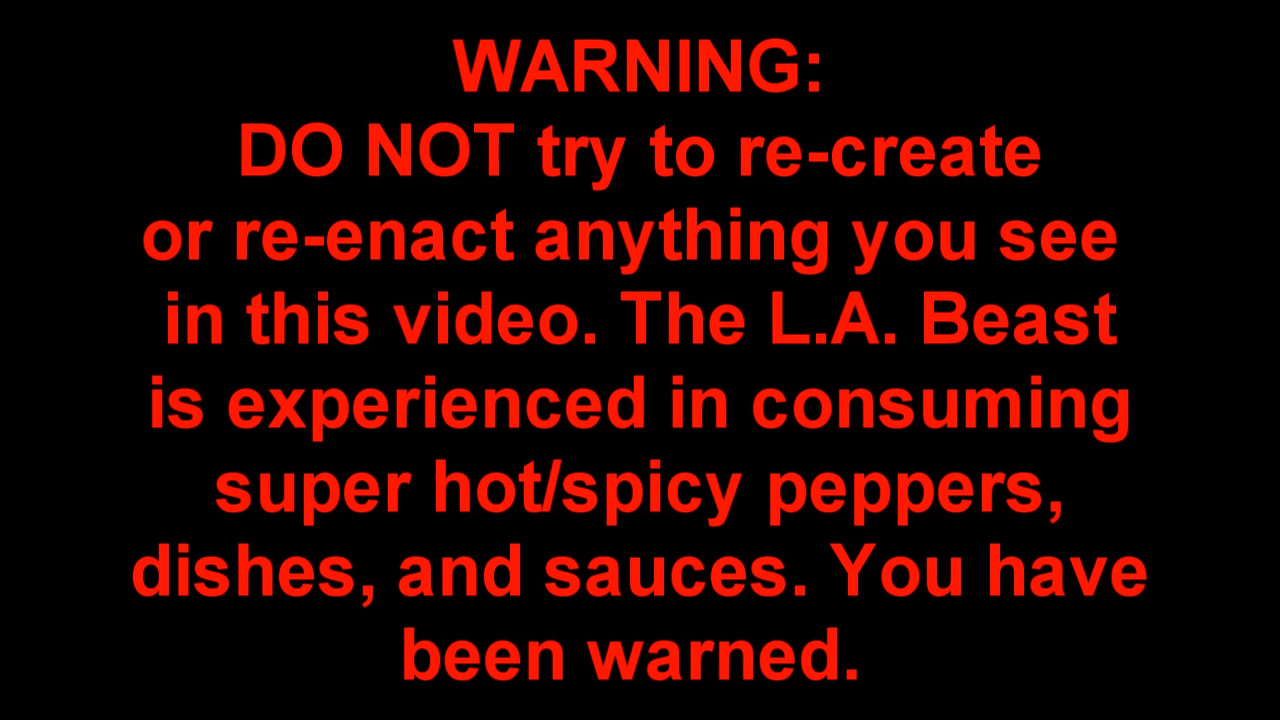 WARNING:
DO NOT try to re-create
or re-enact anything you see
in this video. The L.A. Beast
is experienced in consuming
super hot/spicy peppers,
dishes, and sauces. You have
been warned.